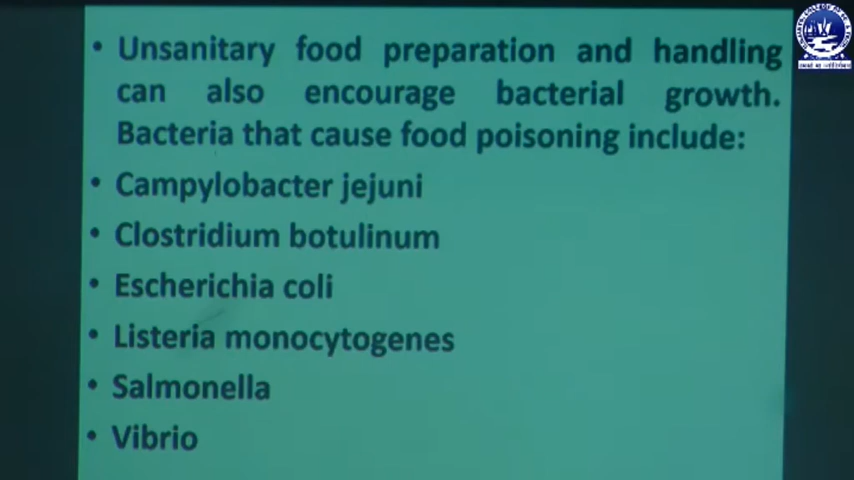 • Unsanitary food preparation and handling
can also encourage bacterial growth.
Bacteria that cause food poisoning include:
• Campylobacter jejuni
• Clostridium botulinum
• Escherichia coli
• Listeria monocytogenes
• Salmonella
• Vibrio